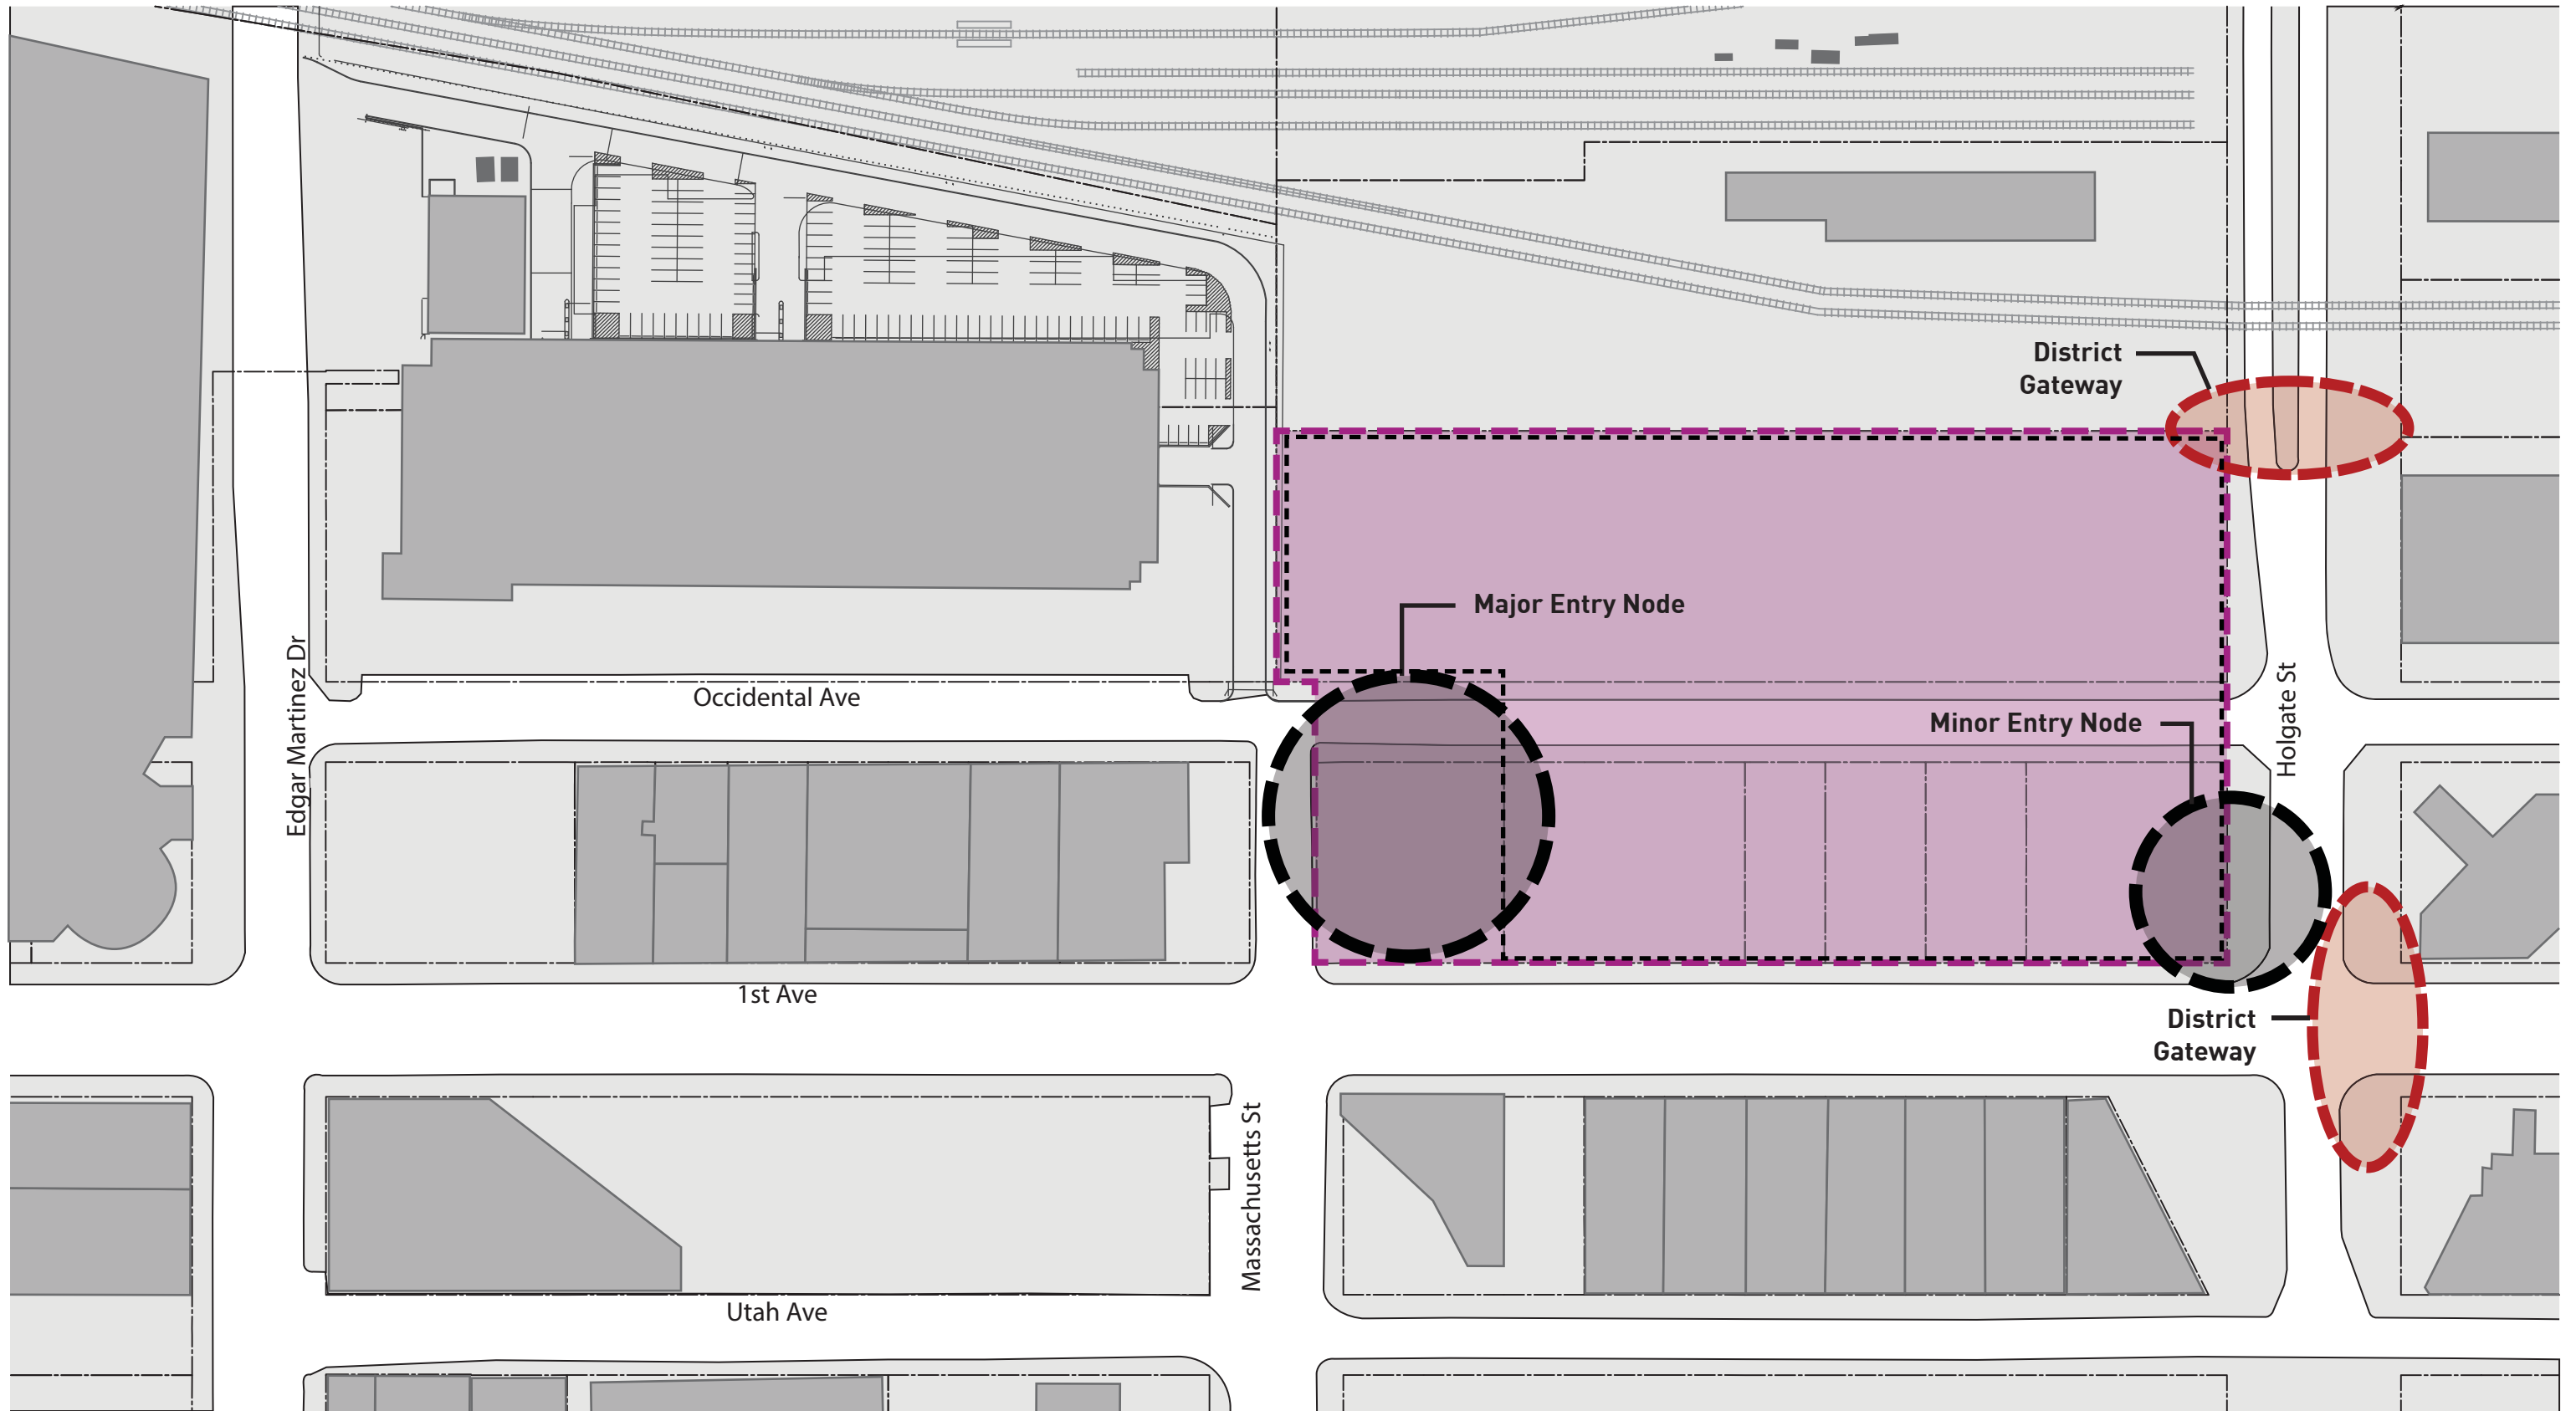 District
Gateway
Major Entry Node
Edgar Martinez Dr
Occidental Ave
Minor Entry Node
Holgate St
1st Ave
District
Gateway
Massachusetts St
Utah Ave